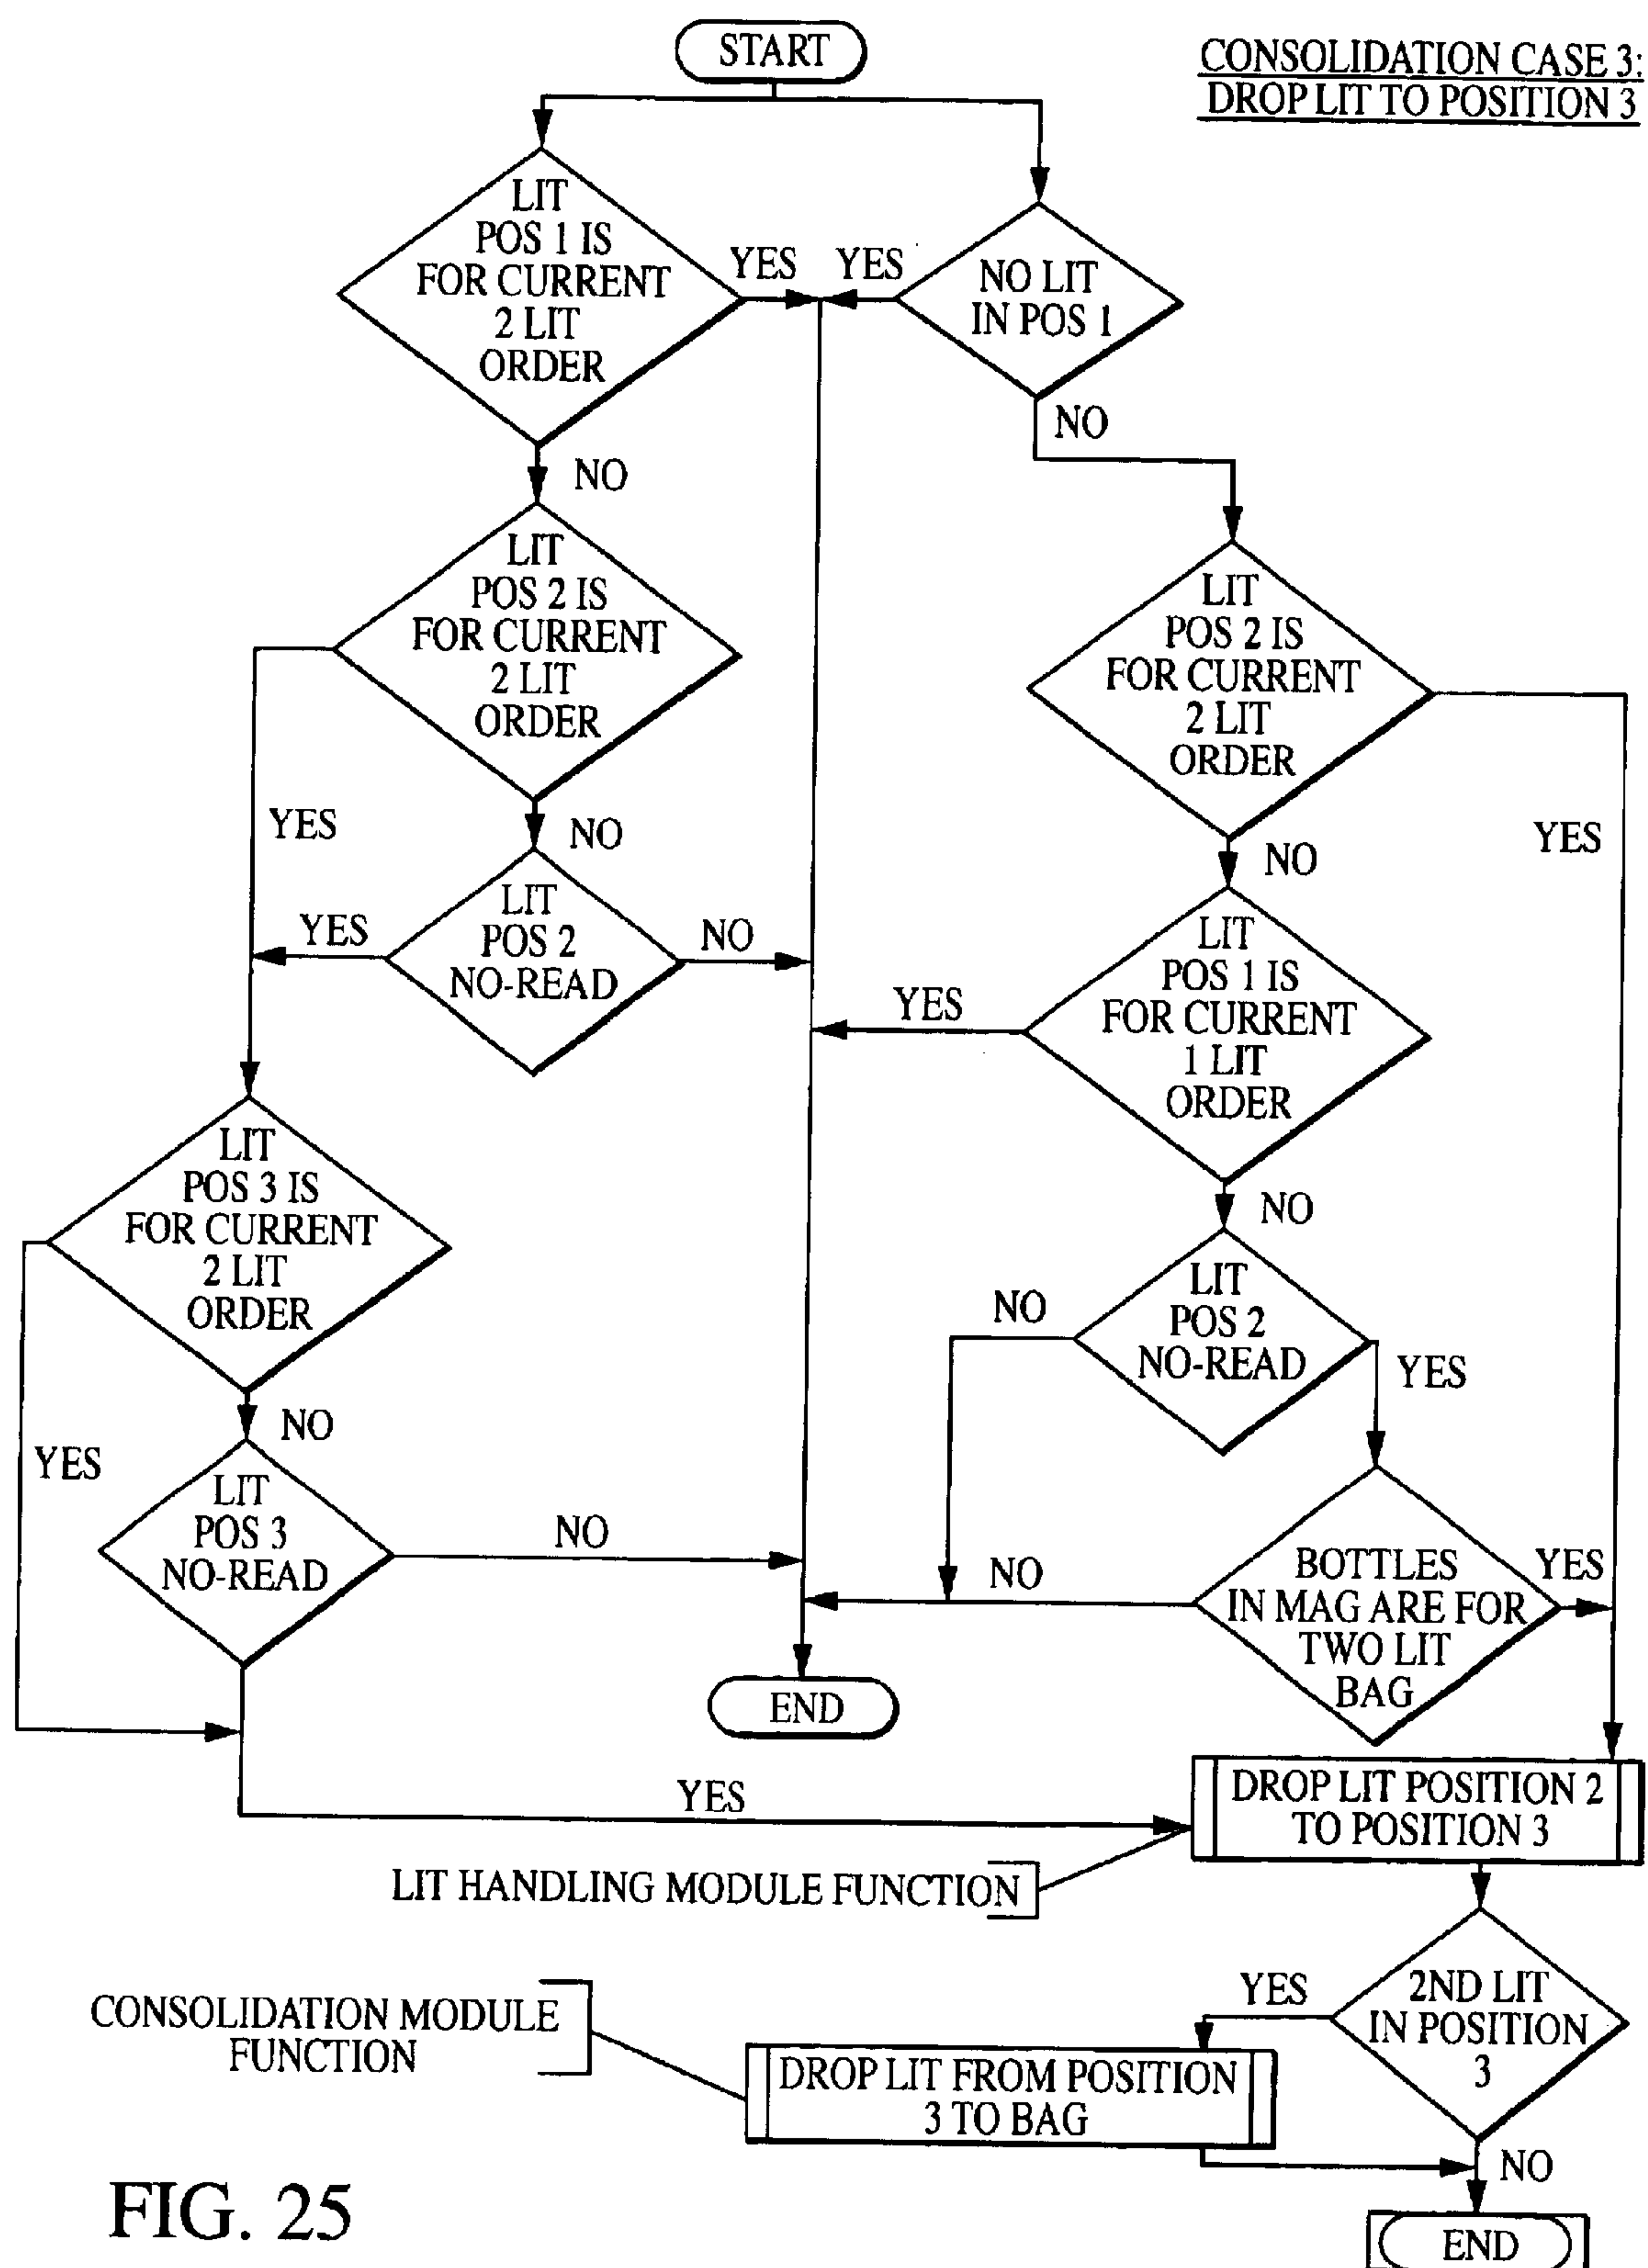 START
CONSOLIDATION CASE 3:
DROP LIT TO POSITION 3
LIT
POS 1 IS
FOR CURRENT
2 LIT
ORDER
YES
YES
NO LIT
IN POS 1
NO
NO
LIT
POS 2 IS
FOR CURRENT
2 LIT
ORDER
LIT
POS 2 IS
FOR CURRENT
2 LIT
ORDER
YES
NO
YES
NO
LIT
POS 2
NO-READ
YES
NO
LIT
POS 1 IS
FOR CURRENT
1 LIT
ORDER
YES
NO
LIT
POS 3 IS
FOR CURRENT
2 LIT
ORDER
LIT
POS 2
NO-READ
NO
YES
NO
YES
LIT
POS 3
NO-READ
NO
BOTTLES
IN MAG ARE FOR
TWO LIT
BAG
NO
YES
END
YES
DROP LIT POSITION 2
TO POSITION 3
LIT HANDLING MODULE FUNCTION
2ND LIT
IN POSITION
3
YES
CONSOLIDATION MODULE
FUNCTION
DROP LIT FROM POSITION
3 TO BAG
NO
END
FIG. 25